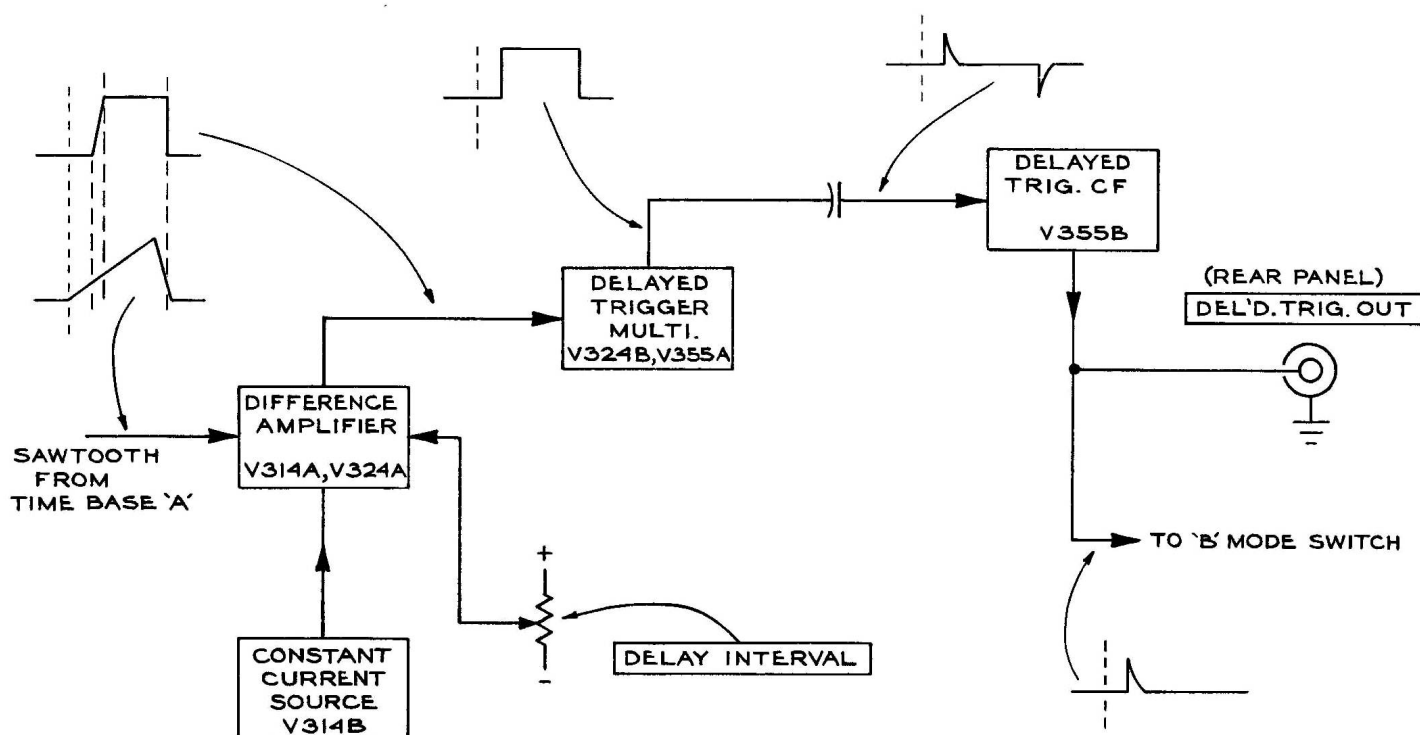 DELAYED
TRIG. CF
V355B
(REAR PANEL)
DEL'D. TRIG. OUT
DELAYED
TRIGGER
MULTI.
V324B, V355A
DIFFERENCE
AMPLIFIER
V314A, V324A
SAWTOOTH
FROM
TIME BASE 'A'
TO 'B' MODE SWITCH
+
-
DELAY INTERVAL
CONSTANT
CURRENT
SOURCE
V314B